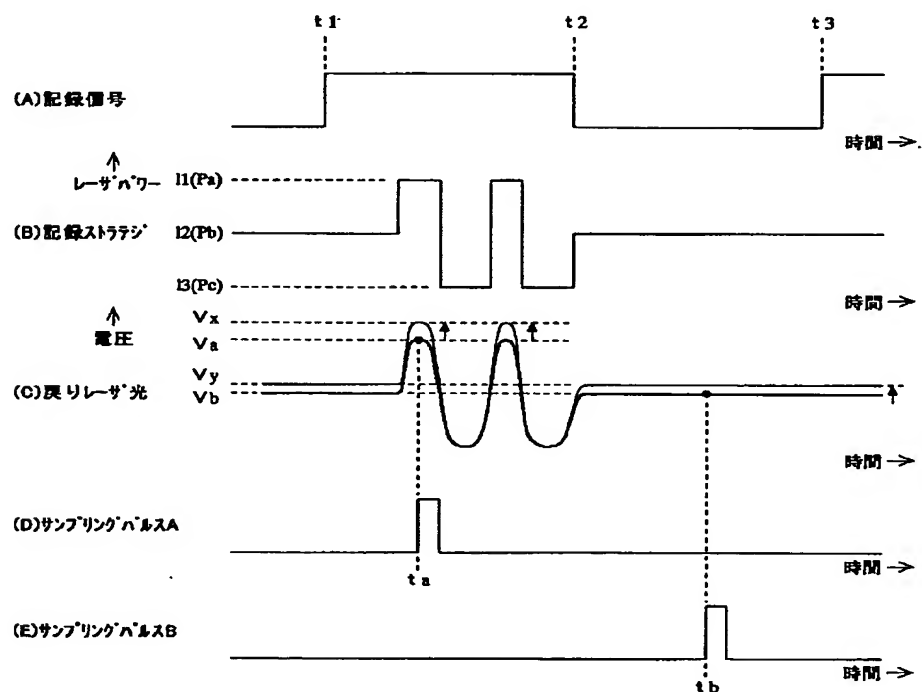 t1 t2 t3
(A)記録信号
時間→
↑
レーザパワー
I1(Pa)
(B)記録ストラテジ
I2(Pb)
I3(Pc)
時間→
↑
電圧
Vx
Va
Vy
(C)戻りレーザ光
Vb
時間→
(D)サンプリングパルスA
ta
時間→
(E)サンプリングパルスB
tb
時間→